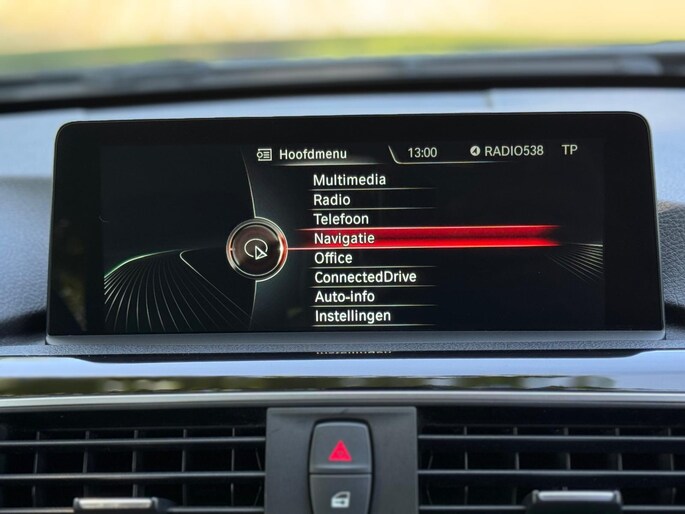 Hoofdmenu 13:00 RADIO538 TP
Multimedia
Radio
Telefoon
Navigatie
Office
ConnectedDrive
Auto-info
Instellingen